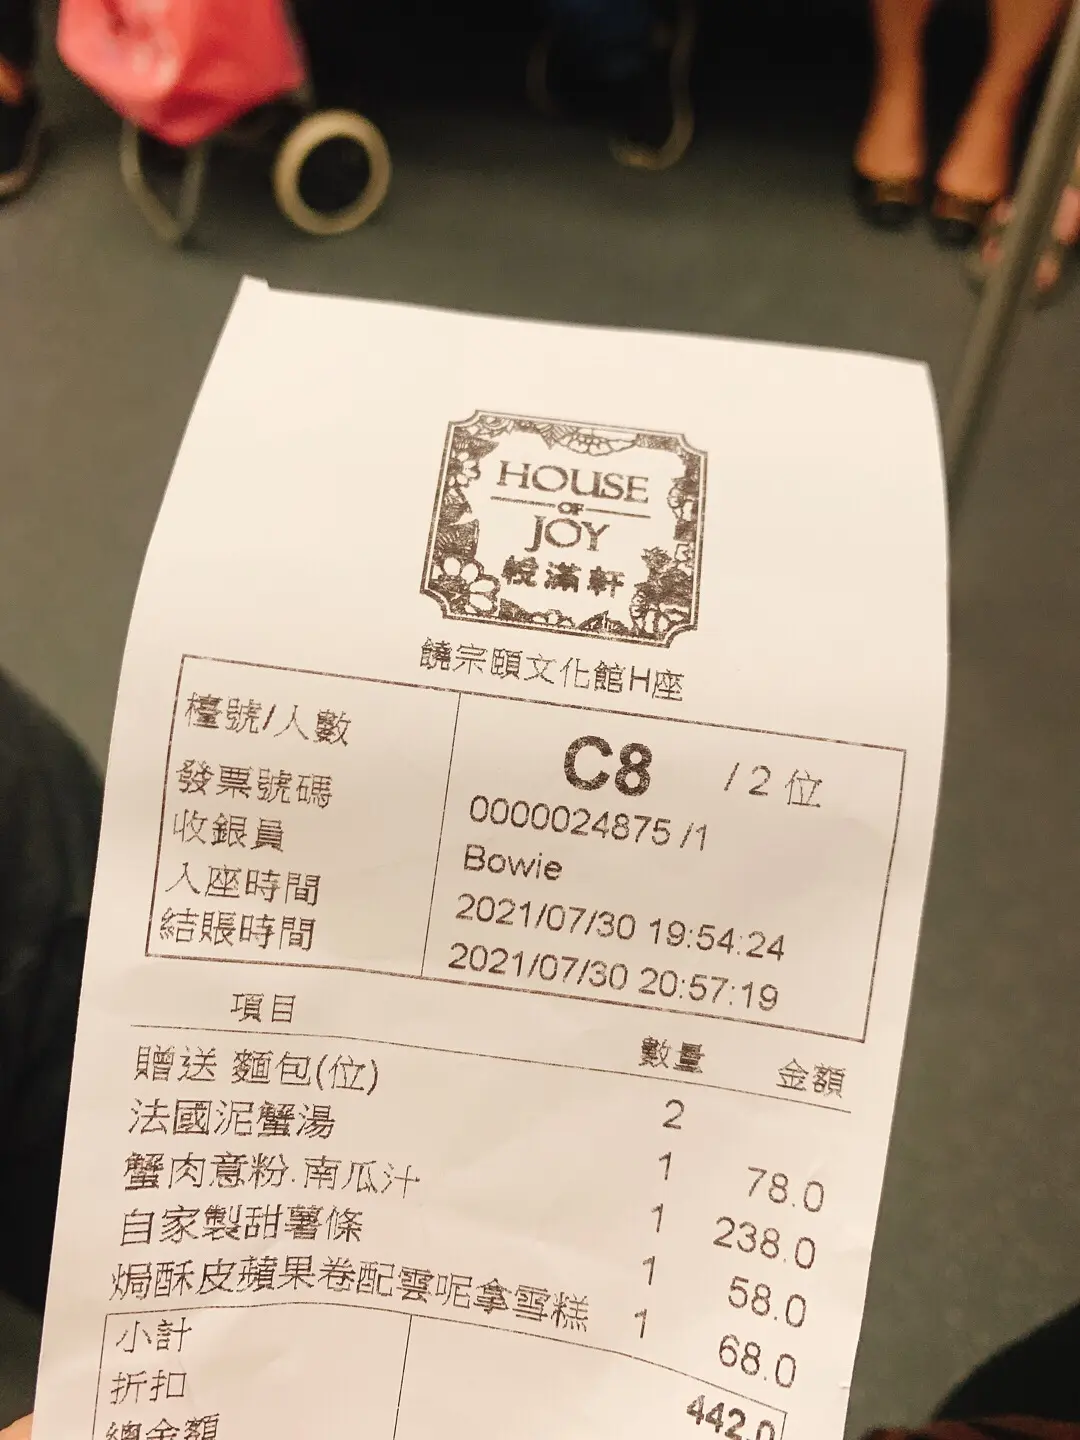 HOUSE
OF
JOY
悅滿軒
饒宗頤文化館H座
檯號/人數 C8 / 2 位
發票號碼 0000024875 /1
收銀員 Bowie
入座時間 2021/07/30 19:54:24
結賬時間 2021/07/30 20:57:19
項目 數量 金額
贈送 麵包(位) 2
法國泥蟹湯 1 78.0
蟹肉意粉.南瓜汁 1 238.0
自家製甜薯條 1 58.0
焗酥皮蘋果卷配雲呢拿雪糕 1 68.0
小計 442.0
折扣
總金額